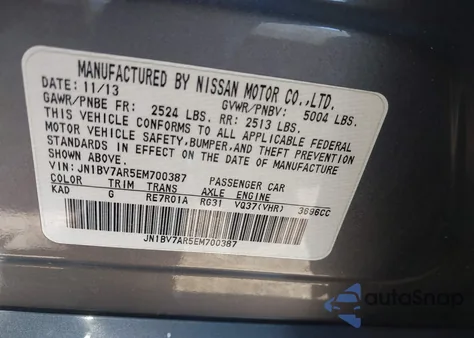 MANUFACTURED BY NISSAN MOTOR CO.,LTD.
DATE: 11/13 GVWR/PNBV: 5004 LBS.
GAWR/PNBE FR: 2524 LBS. RR: 2513 LBS.
THIS VEHICLE CONFORMS TO ALL APPLICABLE FEDERAL
MOTOR VEHICLE SAFETY,BUMPER,AND THEFT PREVENTION
STANDARDS IN EFFECT ON THE DATE OF MANUFACTURE
SHOWN ABOVE.
VIN: JN1BV7AR5EM700387 PASSENGER CAR
COLOR TRIM TRANS AXLE ENGINE
KAD G RE7R01A RG31 VQ37(VHR) 3696CC
JN1BV7AR5EM700387
autoSnap